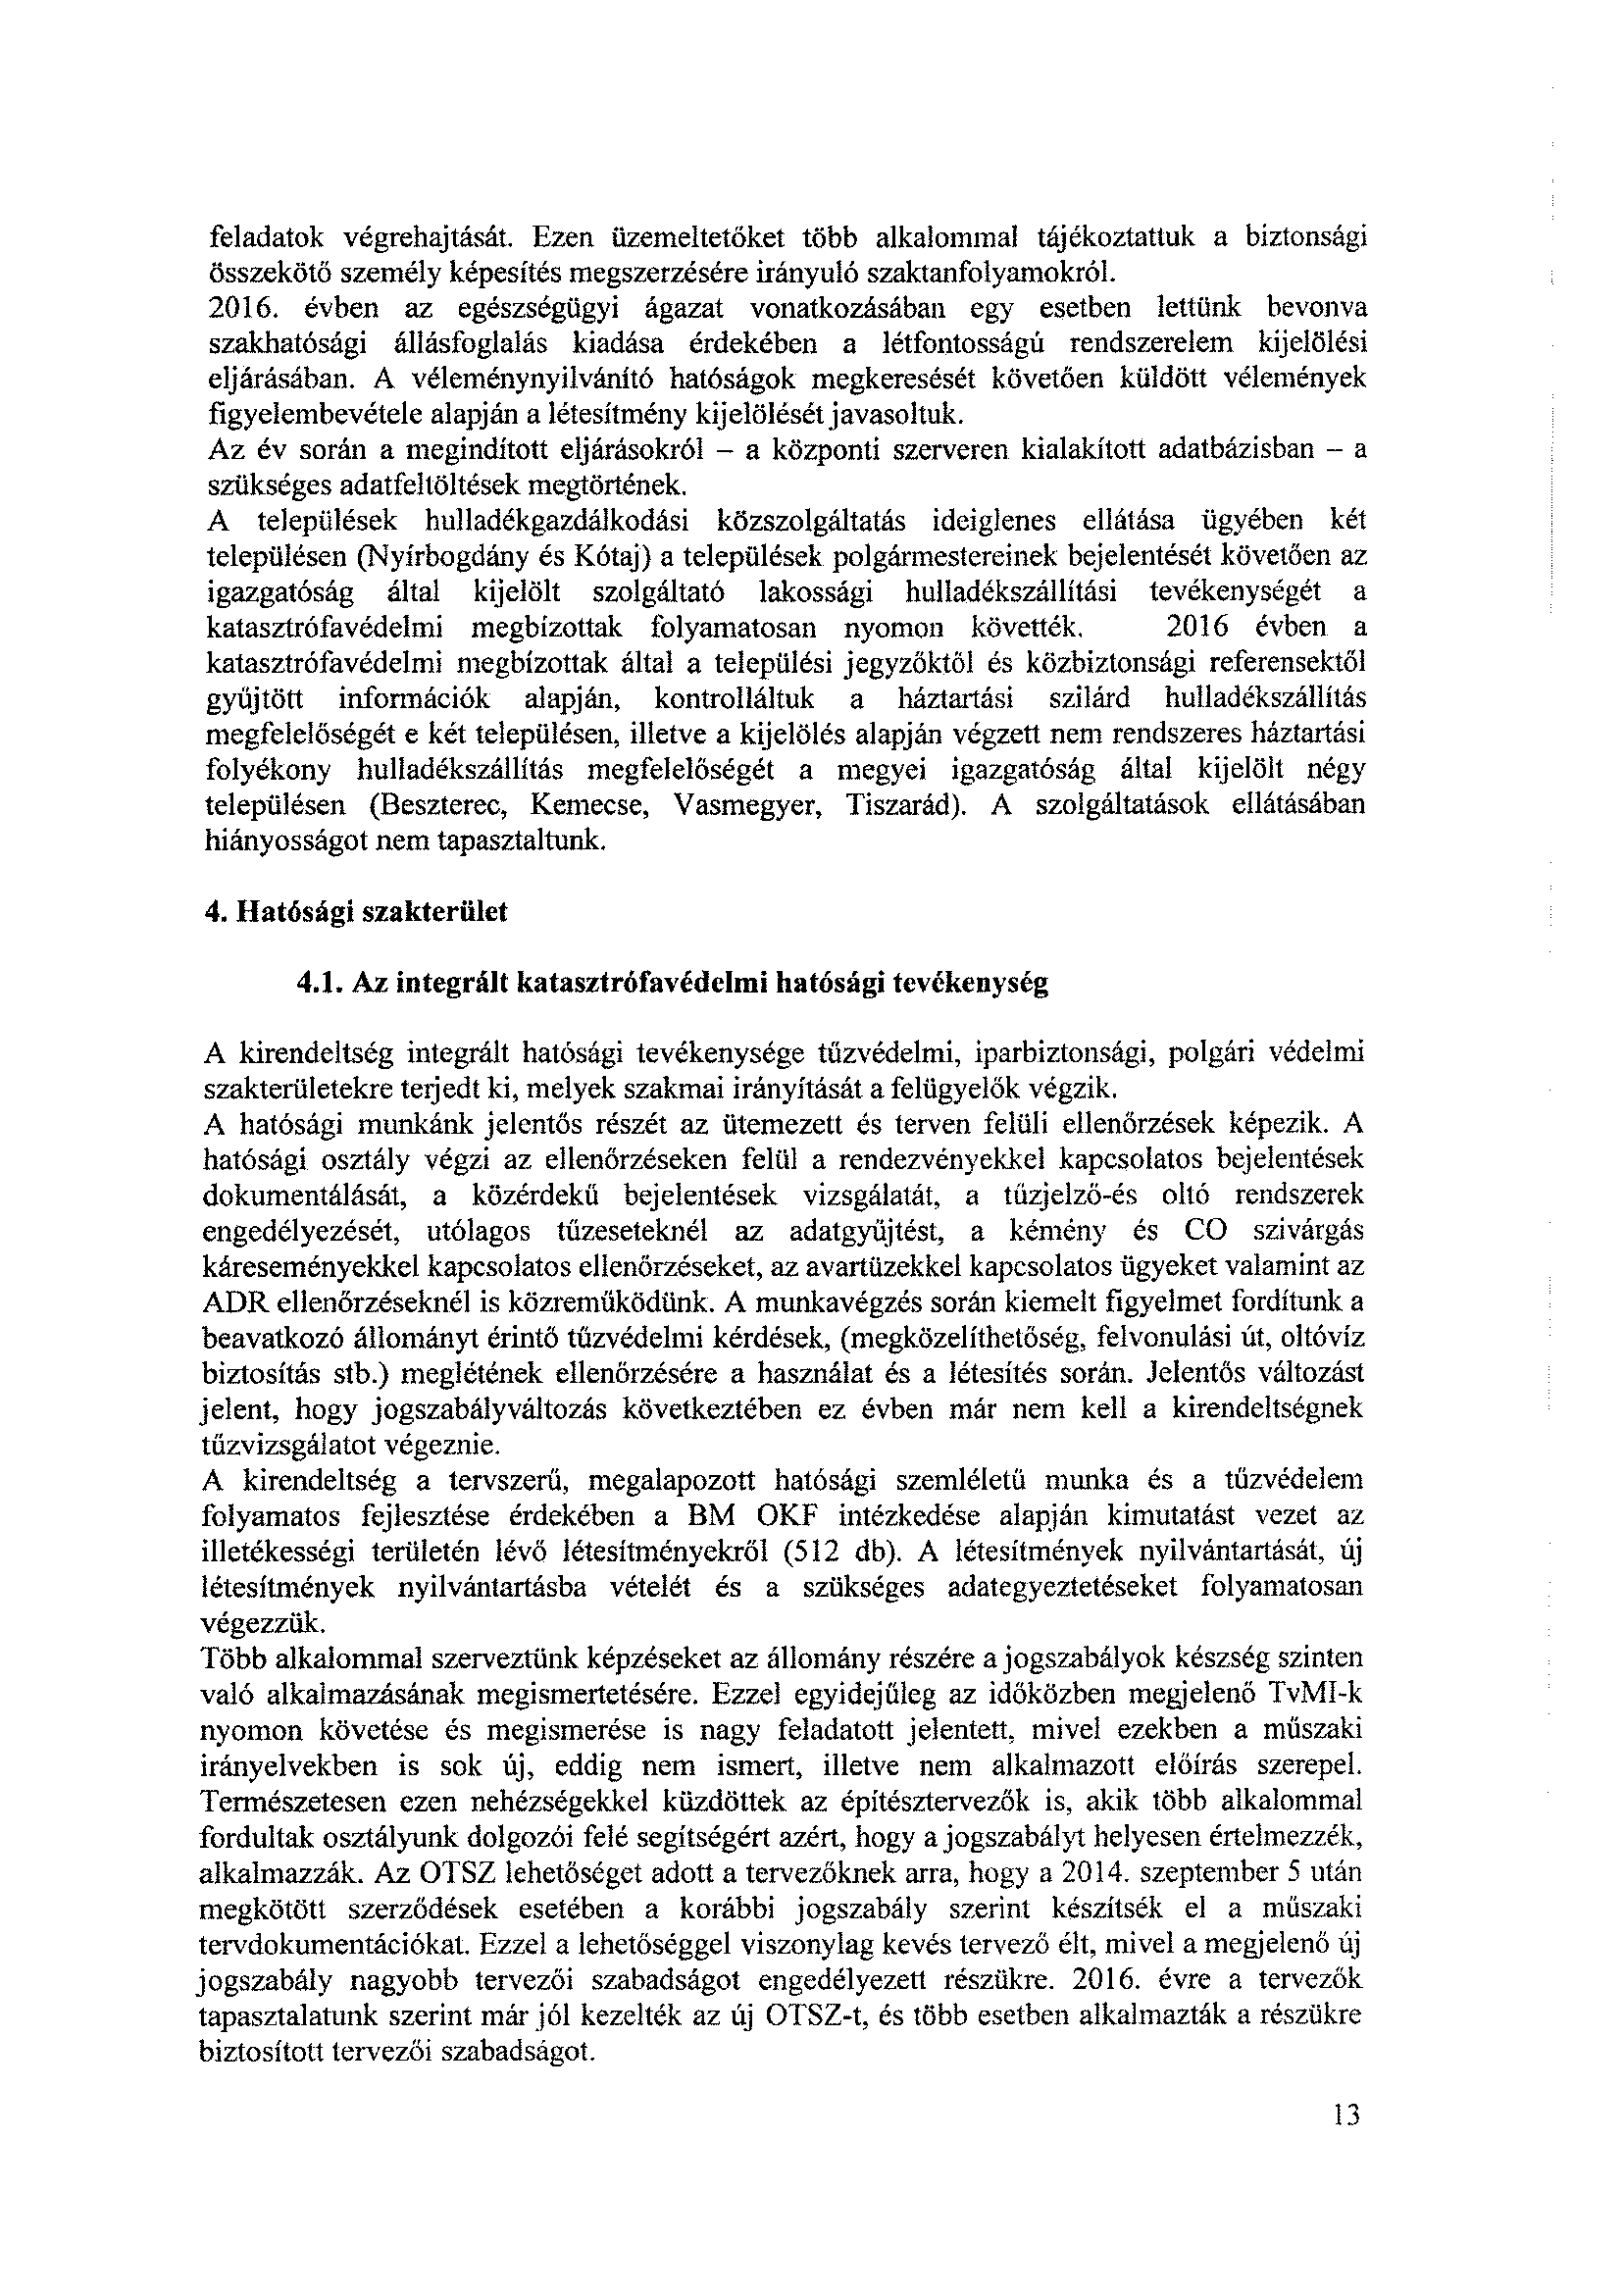 feladatok végrehajtását. Ezen üzemeltetőket több alkalommal tájékoztattuk a biztonsági
összekötő személy képesítés megszerzésére irányuló szaktanfolyamokról.
2016. évben az egészségügyi ágazat vonatkozásában egy esetben lettünk bevonva
szakhatósági állásfoglalás kiadása érdekében a létfontosságú rendszerelem kijelölési
eljárásában. A véleménynyilvánító hatóságok megkeresését követően küldött vélemények
figyelembevétele alapján a létesítmény kijelölését javasoltuk.
Az év során a megindított eljárásokról – a központi szerveren kialakított adatbázisban – a
szükséges adatfeltöltések megtörtének.
A települések hulladékgazdálkodási közszolgáltatás ideiglenes ellátása ügyében két
településen (Nyírbogdány és Kótaj) a települések polgármestereinek bejelentését követően az
igazgatóság által kijelölt szolgáltató lakossági hulladékszállítási tevékenységét a
katasztrófavédelmi megbízottak folyamatosan nyomon követték. 2016 évben a
katasztrófavédelmi megbízottak által a települési jegyzőktől és közbiztonsági referensektől
gyűjtött információk alapján, kontrolláltuk a háztartási szilárd hulladékszállítás
megfelelőségét e két településen, illetve a kijelölés alapján végzett nem rendszeres háztartási
folyékony hulladékszállítás megfelelőségét a megyei igazgatóság által kijelölt négy
településen (Beszterec, Kemecse, Vasmegyer, Tiszarád). A szolgáltatások ellátásában
hiányosságot nem tapasztaltunk.
4. Hatósági szakterület
4.1. Az integrált katasztrófavédelmi hatósági tevékenység
A kirendeltség integrált hatósági tevékenysége tűzvédelmi, iparbiztonsági, polgári védelmi
szakterületekre terjedt ki, melyek szakmai irányítását a felügyelők végzik.
A hatósági munkánk jelentős részét az ütemezett és terven felüli ellenőrzések képezik. A
hatósági osztály végzi az ellenőrzéseken felül a rendezvényekkel kapcsolatos bejelentések
dokumentálását, a közérdekű bejelentések vizsgálatát, a tűzjelző-és oltó rendszerek
engedélyezését, utólagos tűzeseteknél az adatgyűjtést, a kémény és CO szivárgás
káreseményekkel kapcsolatos ellenőrzéseket, az avartüzekkel kapcsolatos ügyeket valamint az
ADR ellenőrzéseknél is közreműködünk. A munkavégzés során kiemelt figyelmet fordítunk a
beavatkozó állományt érintő tűzvédelmi kérdések, (megközelíthetőség, felvonulási út, oltóvíz
biztosítás stb.) meglétének ellenőrzésére a használat és a létesítés során. Jelentős változást
jelent, hogy jogszabályváltozás következtében ez évben már nem kell a kirendeltségnek
tűzvizsgálatot végeznie.
A kirendeltség a tervszerű, megalapozott hatósági szemléletű munka és a tűzvédelem
folyamatos fejlesztése érdekében a BM OKF intézkedése alapján kimutatást vezet az
illetékességi területén lévő létesítményekről (512 db). A létesítmények nyilvántartását, új
létesítmények nyilvántartásba vételét és a szükséges adategyeztetéseket folyamatosan
végezzük.
Több alkalommal szerveztünk képzéseket az állomány részére a jogszabályok készség szinten
való alkalmazásának megismertetésére. Ezzel egyidejűleg az időközben megjelenő TvMI-k
nyomon követése és megismerése is nagy feladatott jelentett, mivel ezekben a műszaki
irányelvekben is sok új, eddig nem ismert, illetve nem alkalmazott előírás szerepel.
Természetesen ezen nehézségekkel küzdöttek az építésztervezők is, akik több alkalommal
fordultak osztályunk dolgozói felé segítségért azért, hogy a jogszabályt helyesen értelmezzék,
alkalmazzák. Az OTSZ lehetőséget adott a tervezőknek arra, hogy a 2014. szeptember 5 után
megkötött szerződések esetében a korábbi jogszabály szerint készítsék el a műszaki
tervdokumentációkat. Ezzel a lehetőséggel viszonylag kevés tervező élt, mivel a megjelenő új
jogszabály nagyobb tervezői szabadságot engedélyezett részükre. 2016. évre a tervezők
tapasztalatunk szerint már jól kezelték az új OTSZ-t, és több esetben alkalmazták a részükre
biztosított tervezői szabadságot.
13